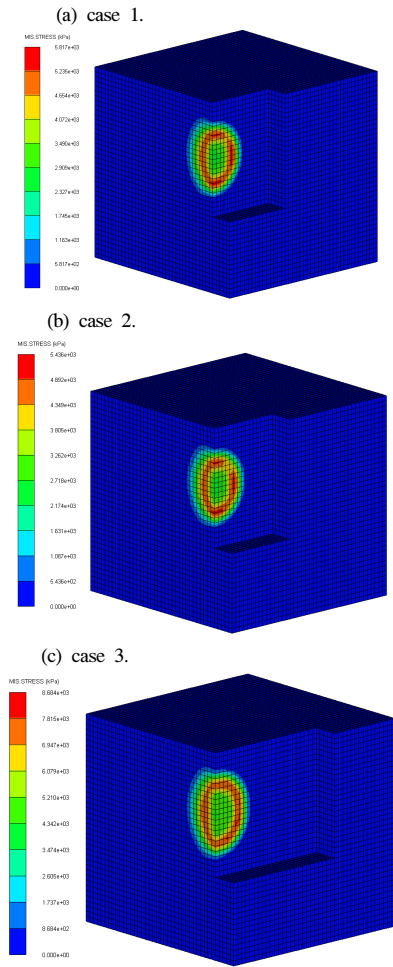 (a) case 1.
MIS.STRESS (kPa)
5.817e+03
5.235e+03
4.654e+03
4.072e+03
3.490e+03
2.909e+03
2.327e+03
1.745e+03
1.163e+03
5.817e+02
0.000e+00
(b) case 2.
MIS.STRESS (kPa)
5.436e+03
4.892e+03
4.349e+03
3.805e+03
3.262e+03
2.718e+03
2.174e+03
1.631e+03
1.087e+03
5.436e+02
0.000e+00
(c) case 3.
MIS.STRESS (kPa)
8.684e+03
7.815e+03
6.947e+03
6.079e+03
5.210e+03
4.342e+03
3.474e+03
2.605e+03
1.737e+03
8.684e+02
0.000e+00